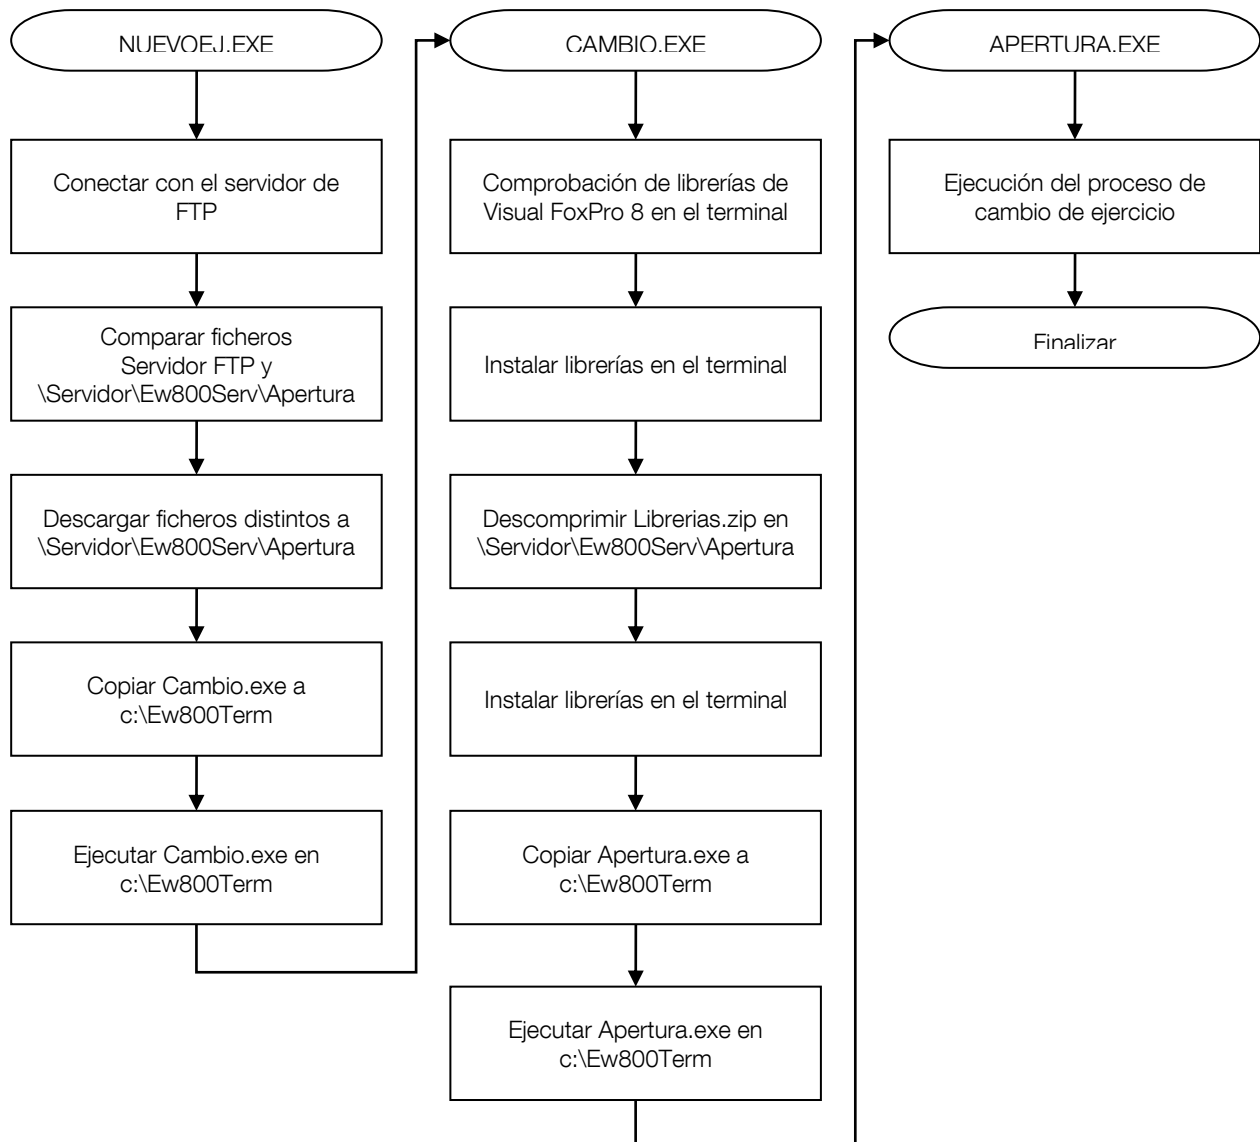 NUEVOEJ.EXE
Conectar con el servidor de
FTP
Comparar ficheros
Servidor FTP y
\Servidor\Ew800Serv\Apertura
Descargar ficheros distintos a
\Servidor\Ew800Serv\Apertura
Copiar Cambio.exe a
c:\Ew800Term
Ejecutar Cambio.exe en
c:\Ew800Term
CAMBIO.EXE
Comprobación de librerías de
Visual FoxPro 8 en el terminal
Instalar librerías en el terminal
Descomprimir Librerias.zip en
\Servidor\Ew800Serv\Apertura
Instalar librerías en el terminal
Copiar Apertura.exe a
c:\Ew800Term
Ejecutar Apertura.exe en
c:\Ew800Term
APERTURA.EXE
Ejecución del proceso de
cambio de ejercicio
Finalizar